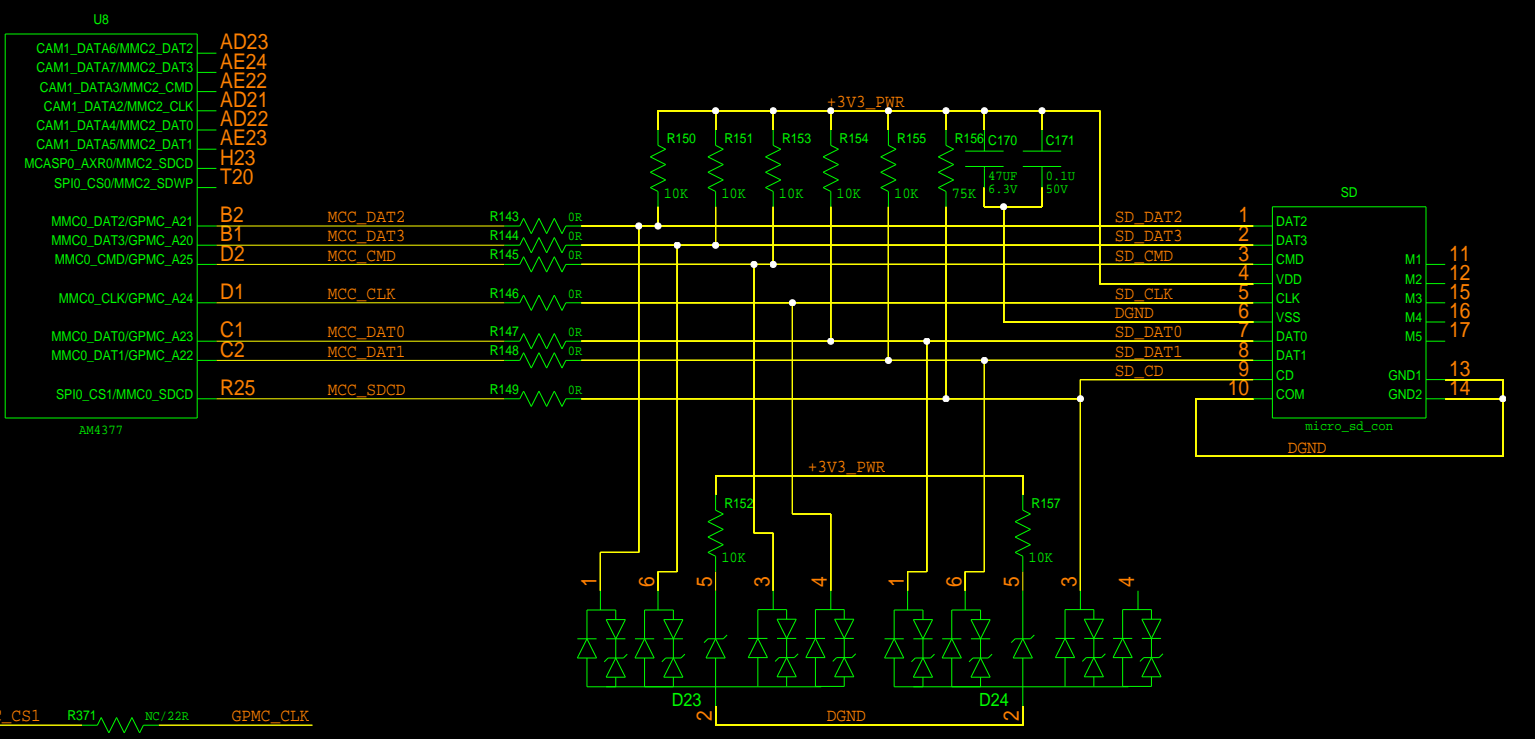 U8
CAM1_DATA6/MMC2_DAT2 AD23
CAM1_DATA7/MMC2_DAT3 AE24
CAM1_DATA3/MMC2_CMD AE22
CAM1_DATA2/MMC2_CLK AD21
CAM1_DATA4/MMC2_DAT0 AD22
CAM1_DATA5/MMC2_DAT1 AE23
MCASP0_AXR0/MMC2_SDCD H23
SPI0_CS0/MMC2_SDWP T20
+3V3_PWR
R150 R151 R153 R154 R155 R156 C170 C171
10K 10K 10K 10K 10K 75K 47UF 0.1U
6.3V 50V
SD
MMC0_DAT2/GPMC_A21 B2 MCC_DAT2 R143 0R SD_DAT2 1 DAT2
MMC0_DAT3/GPMC_A20 B1 MCC_DAT3 R144 0R SD_DAT3 2 DAT3
MMC0_CMD/GPMC_A25 D2 MCC_CMD R145 0R SD_CMD 3 CMD M1 11
4 VDD M2 12
MMC0_CLK/GPMC_A24 D1 MCC_CLK R146 0R SD_CLK 5 CLK M3 15
DGND 6 VSS M4 16
MMC0_DAT0/GPMC_A23 C1 MCC_DAT0 R147 0R SD_DAT0 7 DAT0 M5 17
MMC0_DAT1/GPMC_A22 C2 MCC_DAT1 R148 0R SD_DAT1 8 DAT1
SD_CD 9 CD GND1 13
SPI0_CS1/MMC0_SDCD R25 MCC_SDCD R149 0R 10 COM GND2 14
AM4377
micro_sd_con
DGND
+3V3_PWR
R152 R157
10K 10K
1 6 5 3 4 1 6 5 3 4
D23 D24
2 DGND 2
_CS1 R371 NC/22R GPMC_CLK